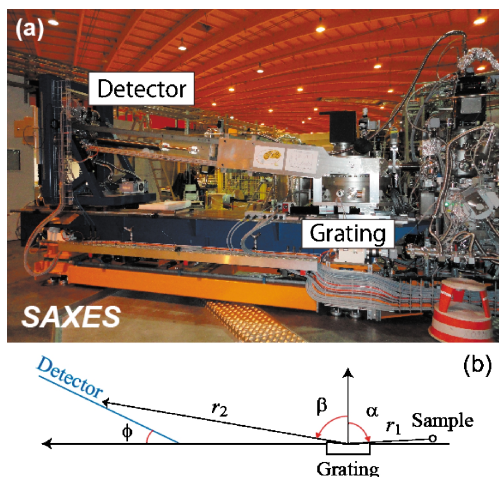 (a)
Detector
Grating
SAXES
(b)
Detector
r2
β
α
r1
Sample
ϕ
Grating